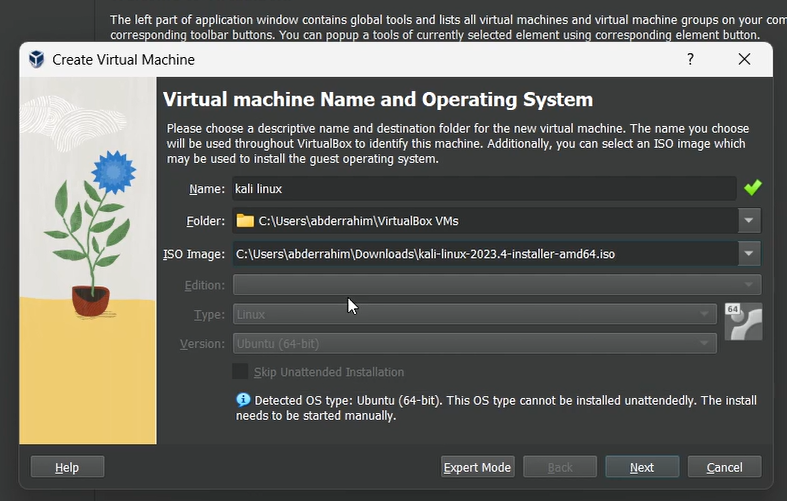 The left part of application window contains global tools and lists all virtual machines and virtual machine groups on your com
corresponding toolbar buttons. You can popup a tools of currently selected element using corresponding element button.
Create Virtual Machine
?
Virtual machine Name and Operating System
Please choose a descriptive name and destination folder for the new virtual machine. The name you choose
will be used throughout VirtualBox to identify this machine. Additionally, you can select an ISO image which
may be used to install the guest operating system.
Name: kali linux
Folder: C:\Users\abderrahim\VirtualBox VMs
ISO Image: C:\Users\abderrahim\Downloads\kali-linux-2023.4-installer-amd64.iso
Edition:
Type: Linux
64
Version: Ubuntu (64-bit)
Skip Unattended Installation
Detected OS type: Ubuntu (64-bit). This OS type cannot be installed unattendedly. The install
needs to be started manually.
Help Expert Mode Back Next Cancel